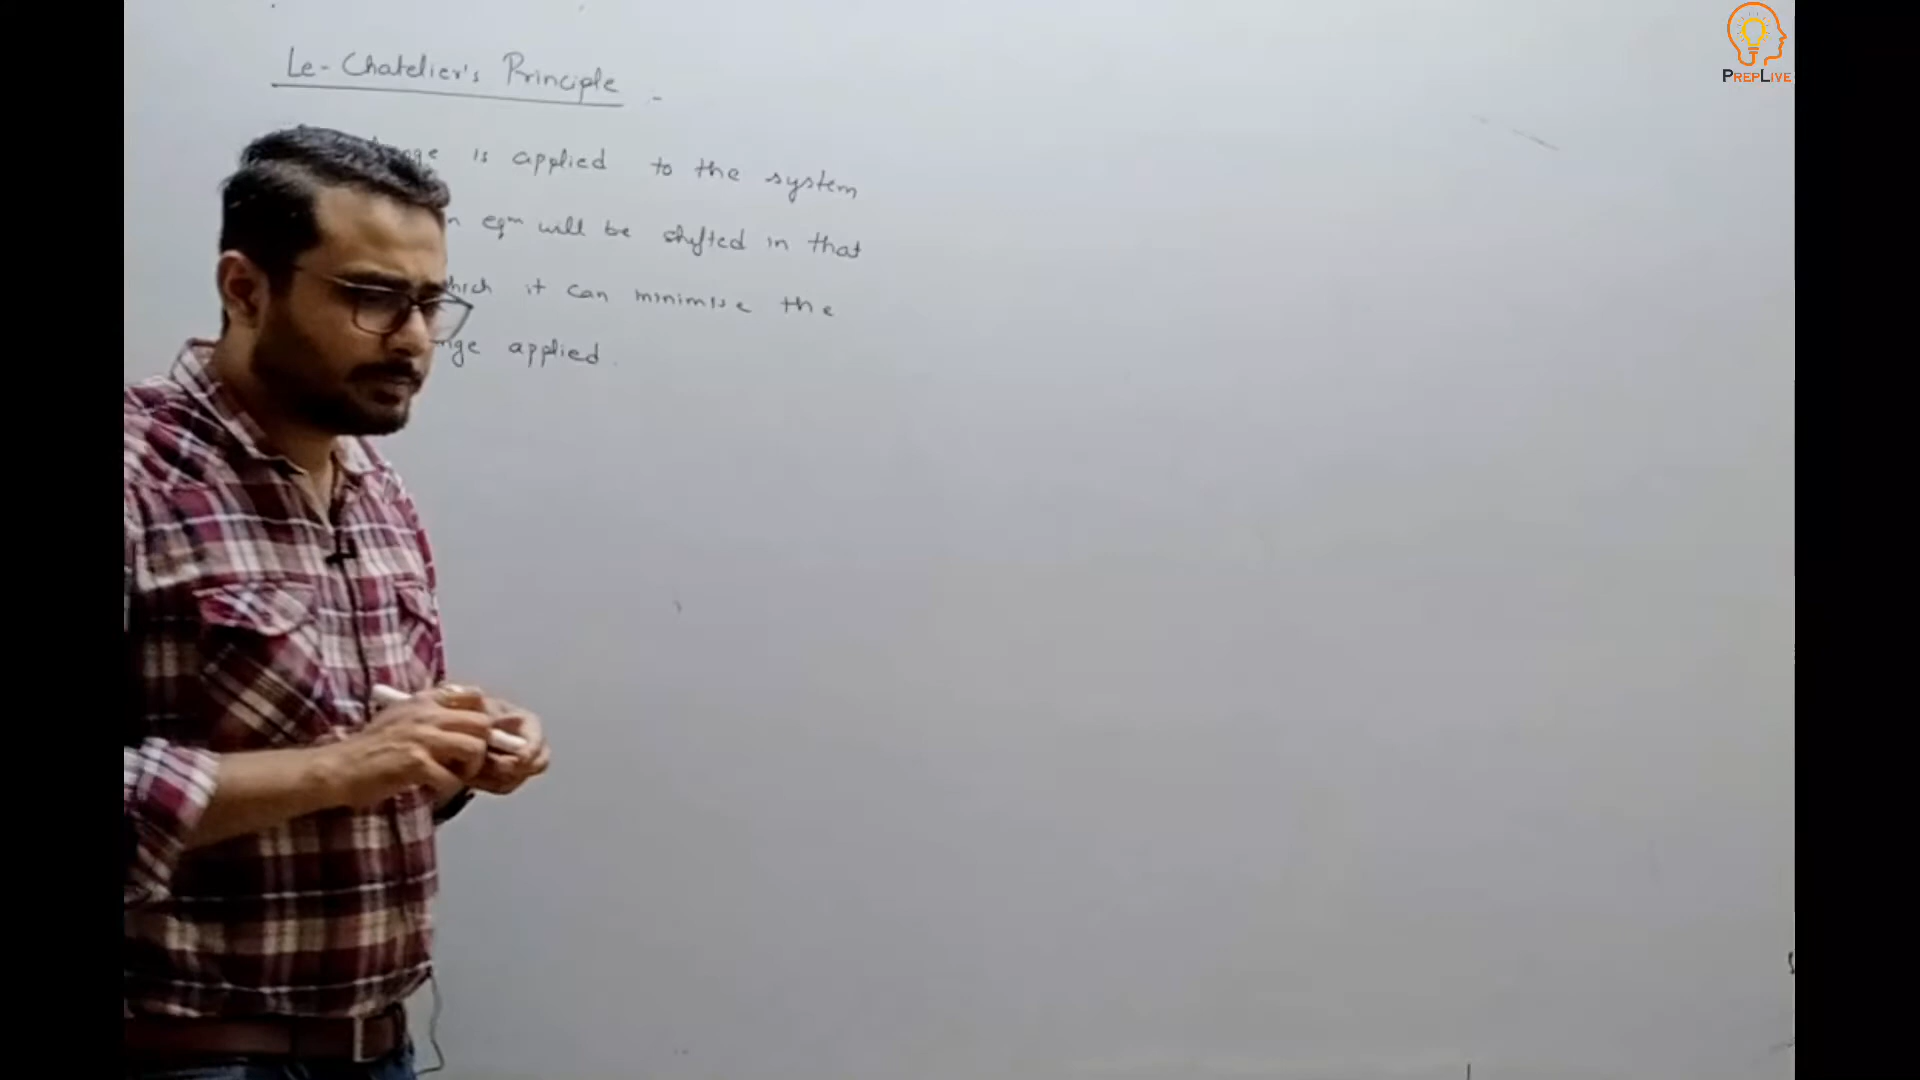 Le-Chatelier's Principle -
is applied to the system
eqm will be shifted in that
it can minimise the
applied.
PREPLIVE